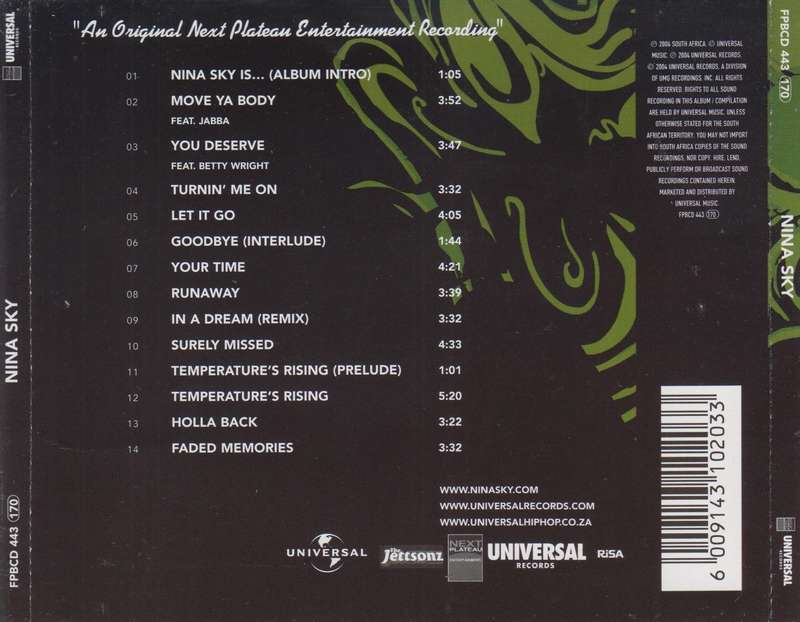 "An Original Next Plateau Entertainment Recording"
01 NINA SKY IS... (ALBUM INTRO) 1:05
02 MOVE YA BODY 3:52
FEAT. JABBA
03 YOU DESERVE 3:47
FEAT. BETTY WRIGHT
04 TURNIN' ME ON 3:32
05 LET IT GO 4:05
06 GOODBYE (INTERLUDE) 1:44
07 YOUR TIME 4:21
08 RUNAWAY 3:39
09 IN A DREAM (REMIX) 3:32
10 SURELY MISSED 4:33
11 TEMPERATURE'S RISING (PRELUDE) 1:01
12 TEMPERATURE'S RISING 5:20
13 HOLLA BACK 3:22
14 FADED MEMORIES 3:32
WWW.NINASKY.COM
WWW.UNIVERSALRECORDS.COM
WWW.UNIVERSALHIPHOP.CO.ZA
UNIVERSAL
The Jettsonz
NEXT PLATEAU ENTERTAINMENT
UNIVERSAL
RECORDS
RiSA
℗ 2004 SOUTH AFRICA. © UNIVERSAL
MUSIC. ℗ 2004 UNIVERSAL RECORDS.
© 2004 UNIVERSAL RECORDS, A DIVISION
OF UMG RECORDINGS, INC. ALL RIGHTS
RESERVED. RIGHTS TO ALL SOUND
RECORDING IN THIS ALBUM / COMPILATION
ARE HELD BY UNIVERSAL MUSIC. UNLESS
OTHERWISE STATED FOR THE SOUTH
AFRICAN TERRITORY. YOU MAY NOT IMPORT
INTO SOUTH AFRICA COPIES OF THE SOUND
RECORDINGS, NOR COPY, HIRE, LEND,
PUBLICLY PERFORM OR BROADCAST SOUND
RECORDINGS CONTAINED HEREIN.
MARKETED AND DISTRIBUTED BY
UNIVERSAL MUSIC.
FPBCD 443 (170)
6 009143 102033
UNIVERSAL
NINA SKY
FPBCD 443 (170)
FPBCD 443 (170)
NINA SKY
UNIVERSAL
RECORDS